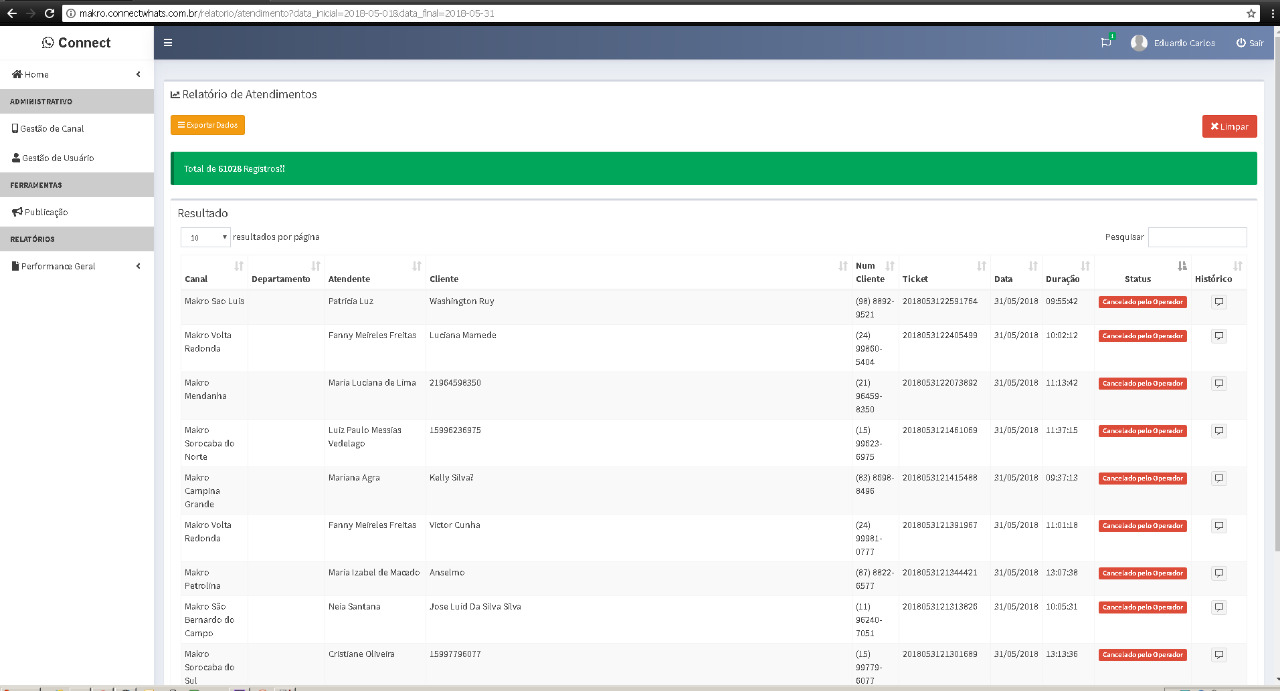 makro.connectwhats.com.br/relatorio/atendimento?data_inicial=2018-05-01&data_final=2018-05-31
Connect
1
Eduardo Carlos
Sair
Home
ADMINISTRATIVO
Gestão de Canal
Gestão de Usuário
FERRAMENTAS
Publicação
RELATÓRIOS
Performance Geral
Relatório de Atendimentos
Exportar Dados
Limpar
Total de 61028 Registros!!
Resultado
10 resultados por página
Pesquisar
Canal Departamento Atendente Cliente Num Cliente Ticket Data Duração Status Histórico
Makro Sao Luis Patrícia Luz Washington Ruy (98) 8892-9521 2018053122591764 31/05/2018 09:55:42 Cancelado pelo Operador
Makro Volta Redonda Fanny Meireles Freitas Luciana Mamede (24) 99860-5404 2018053122405499 31/05/2018 10:02:12 Cancelado pelo Operador
Makro Mendanha Maria Luciana de Lima 21964598350 (21) 96459-8350 2018053122073892 31/05/2018 11:13:42 Cancelado pelo Operador
Makro Sorocaba do Norte Luiz Paulo Messias Vedelago 15996236975 (15) 99623-6975 2018053121461069 31/05/2018 11:37:15 Cancelado pelo Operador
Makro Campina Grande Mariana Agra Kelly Silva? (83) 8698-8496 2018053121415488 31/05/2018 09:37:13 Cancelado pelo Operador
Makro Volta Redonda Fanny Meireles Freitas Victor Cunha (24) 99981-0777 2018053121391967 31/05/2018 11:01:18 Cancelado pelo Operador
Makro Petrolina Maria Izabel de Macedo Anselmo (87) 8822-6577 2018053121344421 31/05/2018 13:07:38 Cancelado pelo Operador
Makro São Bernardo do Campo Neia Santana Jose Luid Da Silva Silva (11) 96240-7051 2018053121313826 31/05/2018 10:05:31 Cancelado pelo Operador
Makro Sorocaba do Sul Cristiane Oliveira 15997796077 (15) 99779-6077 2018053121301689 31/05/2018 13:13:36 Cancelado pelo Operador